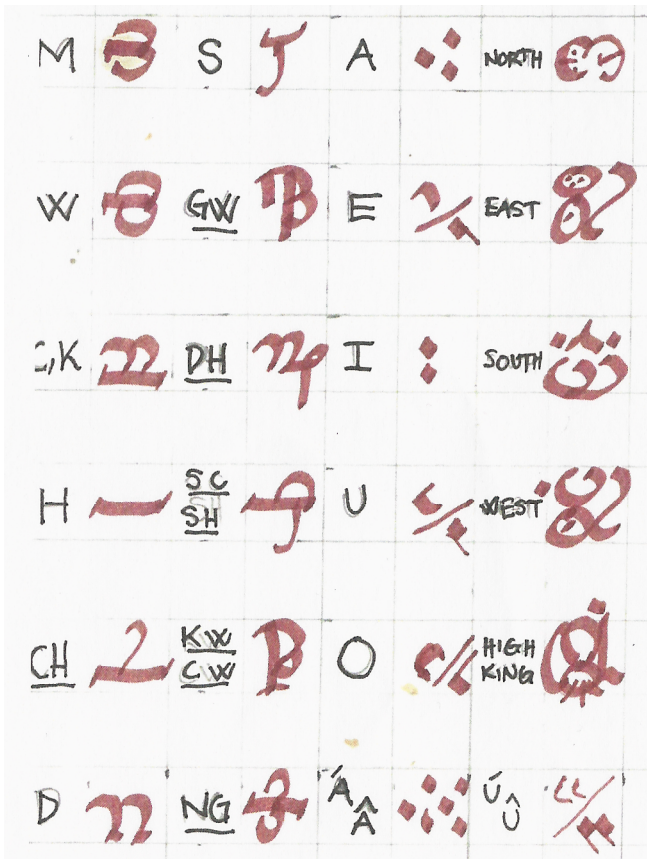 M S A NORTH
W GW E EAST
C,K DH I SOUTH
H SC SH U WEST
CH KW CW O HIGH KING
D NG Á Â Ú Û